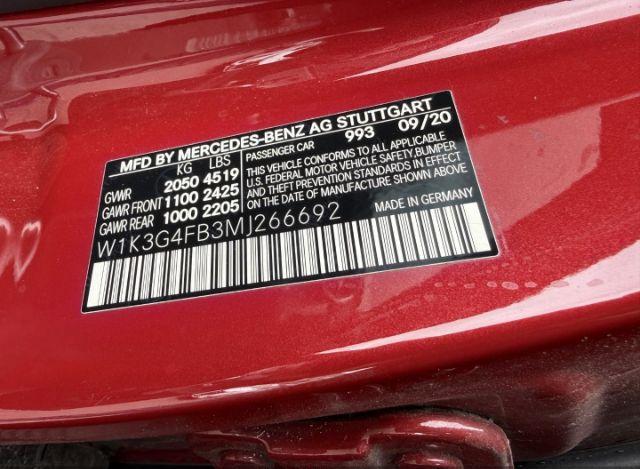 MFD BY MERCEDES-BENZ AG STUTTGART
KG LBS PASSENGER CAR 993 09/20
GVWR 2050 4519
GAWR FRONT 1100 2425
GAWR REAR 1000 2205
THIS VEHICLE CONFORMS TO ALL APPLICABLE
U.S. FEDERAL MOTOR VEHICLE SAFETY, BUMPER
AND THEFT PREVENTION STANDARDS IN EFFECT
ON THE DATE OF MANUFACTURE SHOWN ABOVE.
W1K3G4FB3MJ266692
MADE IN GERMANY